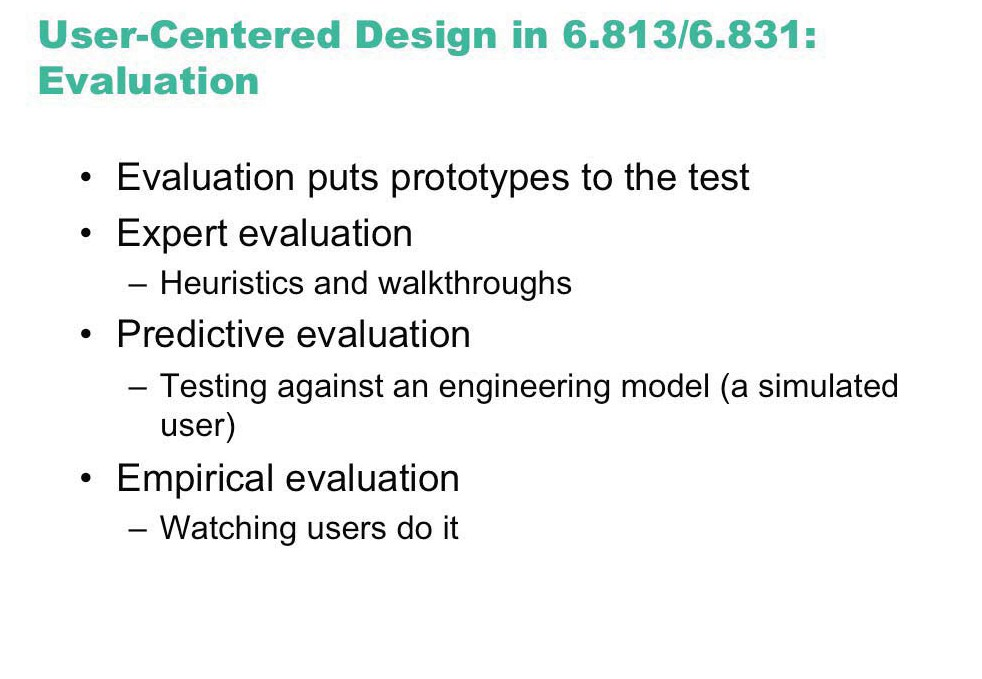 User-Centered Design in 6.813/6.831:
Evaluation
• Evaluation puts prototypes to the test
• Expert evaluation
– Heuristics and walkthroughs
• Predictive evaluation
– Testing against an engineering model (a simulated
user)
• Empirical evaluation
– Watching users do it